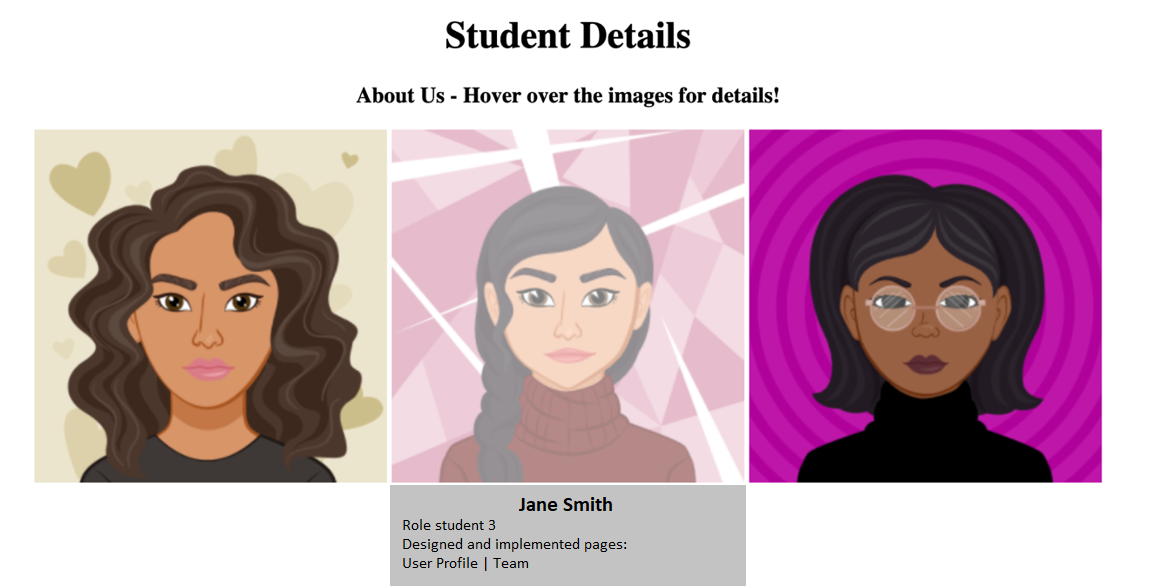 Student Details
About Us - Hover over the images for details!
Jane Smith
Role student 3
Designed and implemented pages:
User Profile | Team